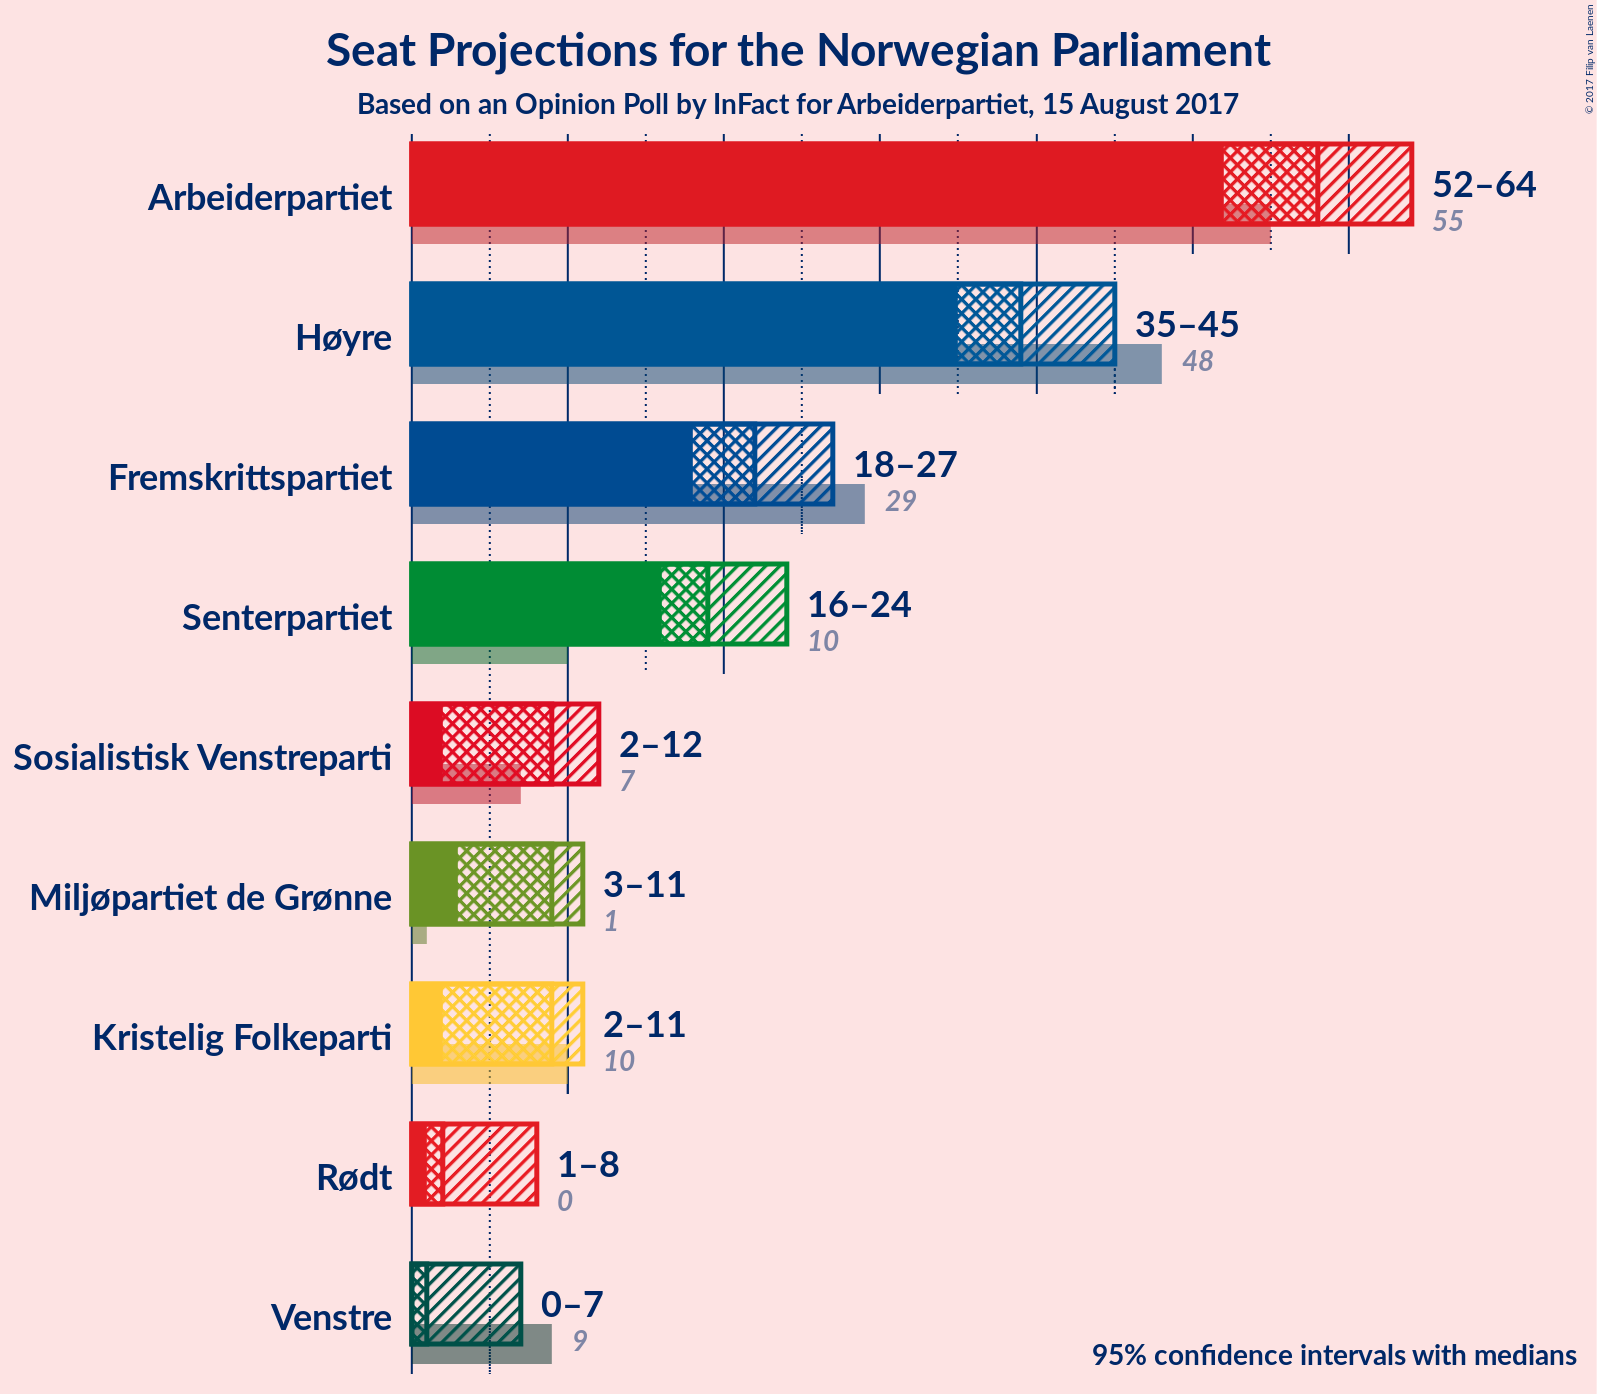 Seat Projections for the Norwegian Parliament
Based on an Opinion Poll by InFact for Arbeiderpartiet, 15 August 2017
© 2017 Filip van Laenen
Arbeiderpartiet
52–64
55
Høyre
35–45
48
Fremskrittspartiet
18–27
29
Senterpartiet
16–24
10
Sosialistisk Venstreparti
2–12
7
Miljøpartiet de Grønne
3–11
1
Kristelig Folkeparti
2–11
10
Rødt
1–8
0
Venstre
0–7
9
95% confidence intervals with medians